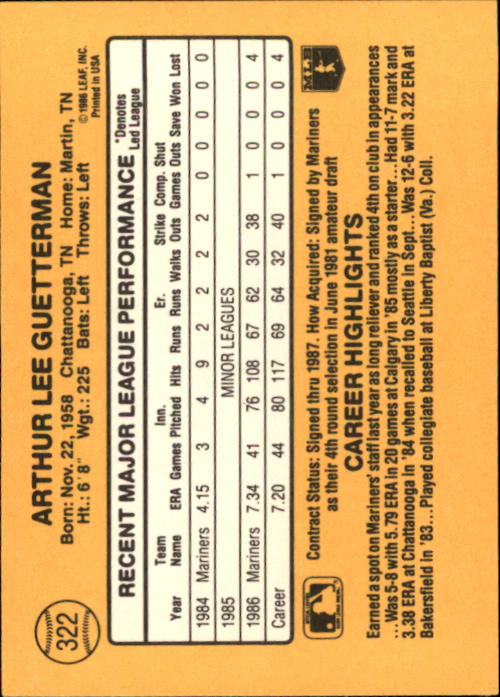 322
ARTHUR LEE GUETTERMAN
Born: Nov. 22, 1958 Chattanooga, TN Home: Martin, TN
Ht.: 6'8" Wgt.: 225 Bats: Left Throws: Left
© 1986 LEAF, INC.
Printed in USA
RECENT MAJOR LEAGUE PERFORMANCE *Denotes Led League
Team Inn. Er. Strike Comp. Shut
Year Name ERA Games Pitched Hits Runs Runs Walks Outs Games Outs Save Won Lost
1984 Mariners 4.15 3 4 9 2 2 2 2 0 0 0 0 0
1985 MINOR LEAGUES
1986 Mariners 7.34 41 76 108 67 62 30 38 1 0 0 0 4
Career 7.20 44 80 117 69 64 32 40 1 0 0 0 4
Contract Status: Signed thru 1987. How Acquired: Signed by Mariners
as their 4th round selection in June 1981 amateur draft
MLB
CAREER HIGHLIGHTS
Earned a spot on Mariners' staff last year as long reliever and ranked 4th on club in appearances
...Was 5-8 with 5.79 ERA in 20 games at Calgary in '85 mostly as a starter...Had 11-7 mark and
3.38 ERA at Chattanooga in '84 when recalled to Seattle in Sept...Was 12-6 with 3.22 ERA at
Bakersfield in '83...Played collegiate baseball at Liberty Baptist (Va.) Coll.